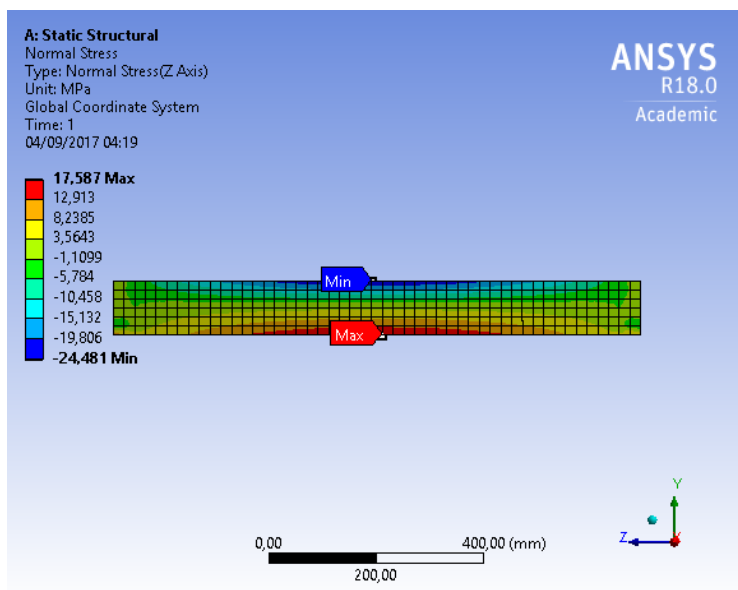 A: Static Structural
Normal Stress
Type: Normal Stress(Z Axis)
Unit: MPa
Global Coordinate System
Time: 1
04/09/2017 04:19
ANSYS
R18.0
Academic
17,587 Max
12,913
8,2385
3,5643
-1,1099
-5,784
-10,458
-15,132
-19,806
-24,481 Min
Min
Max
0,00
400,00 (mm)
200,00
Y
Z
X